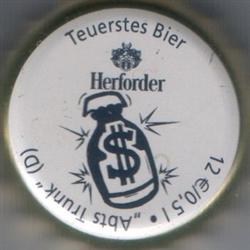 Teuerstes Bier
Herforder
$
12 €/0,5 l • „Abts Trunk“ (D)